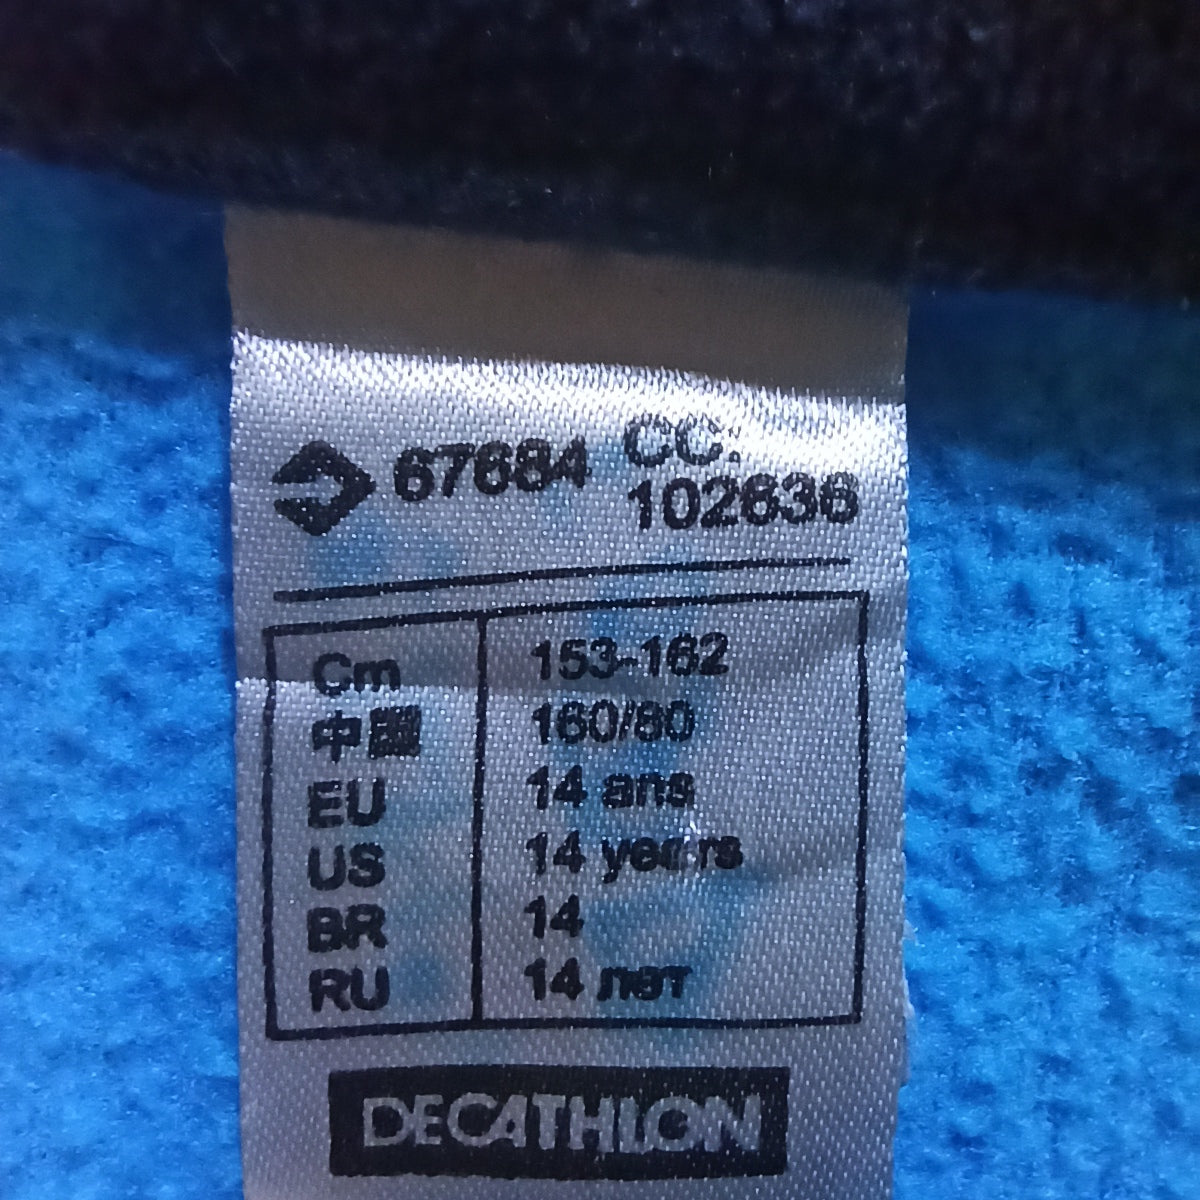 67684 CC:
102636
Cm 153-162
中國 160/80
EU 14 ans
US 14 years
BR 14
RU 14 лет
DECATHLON